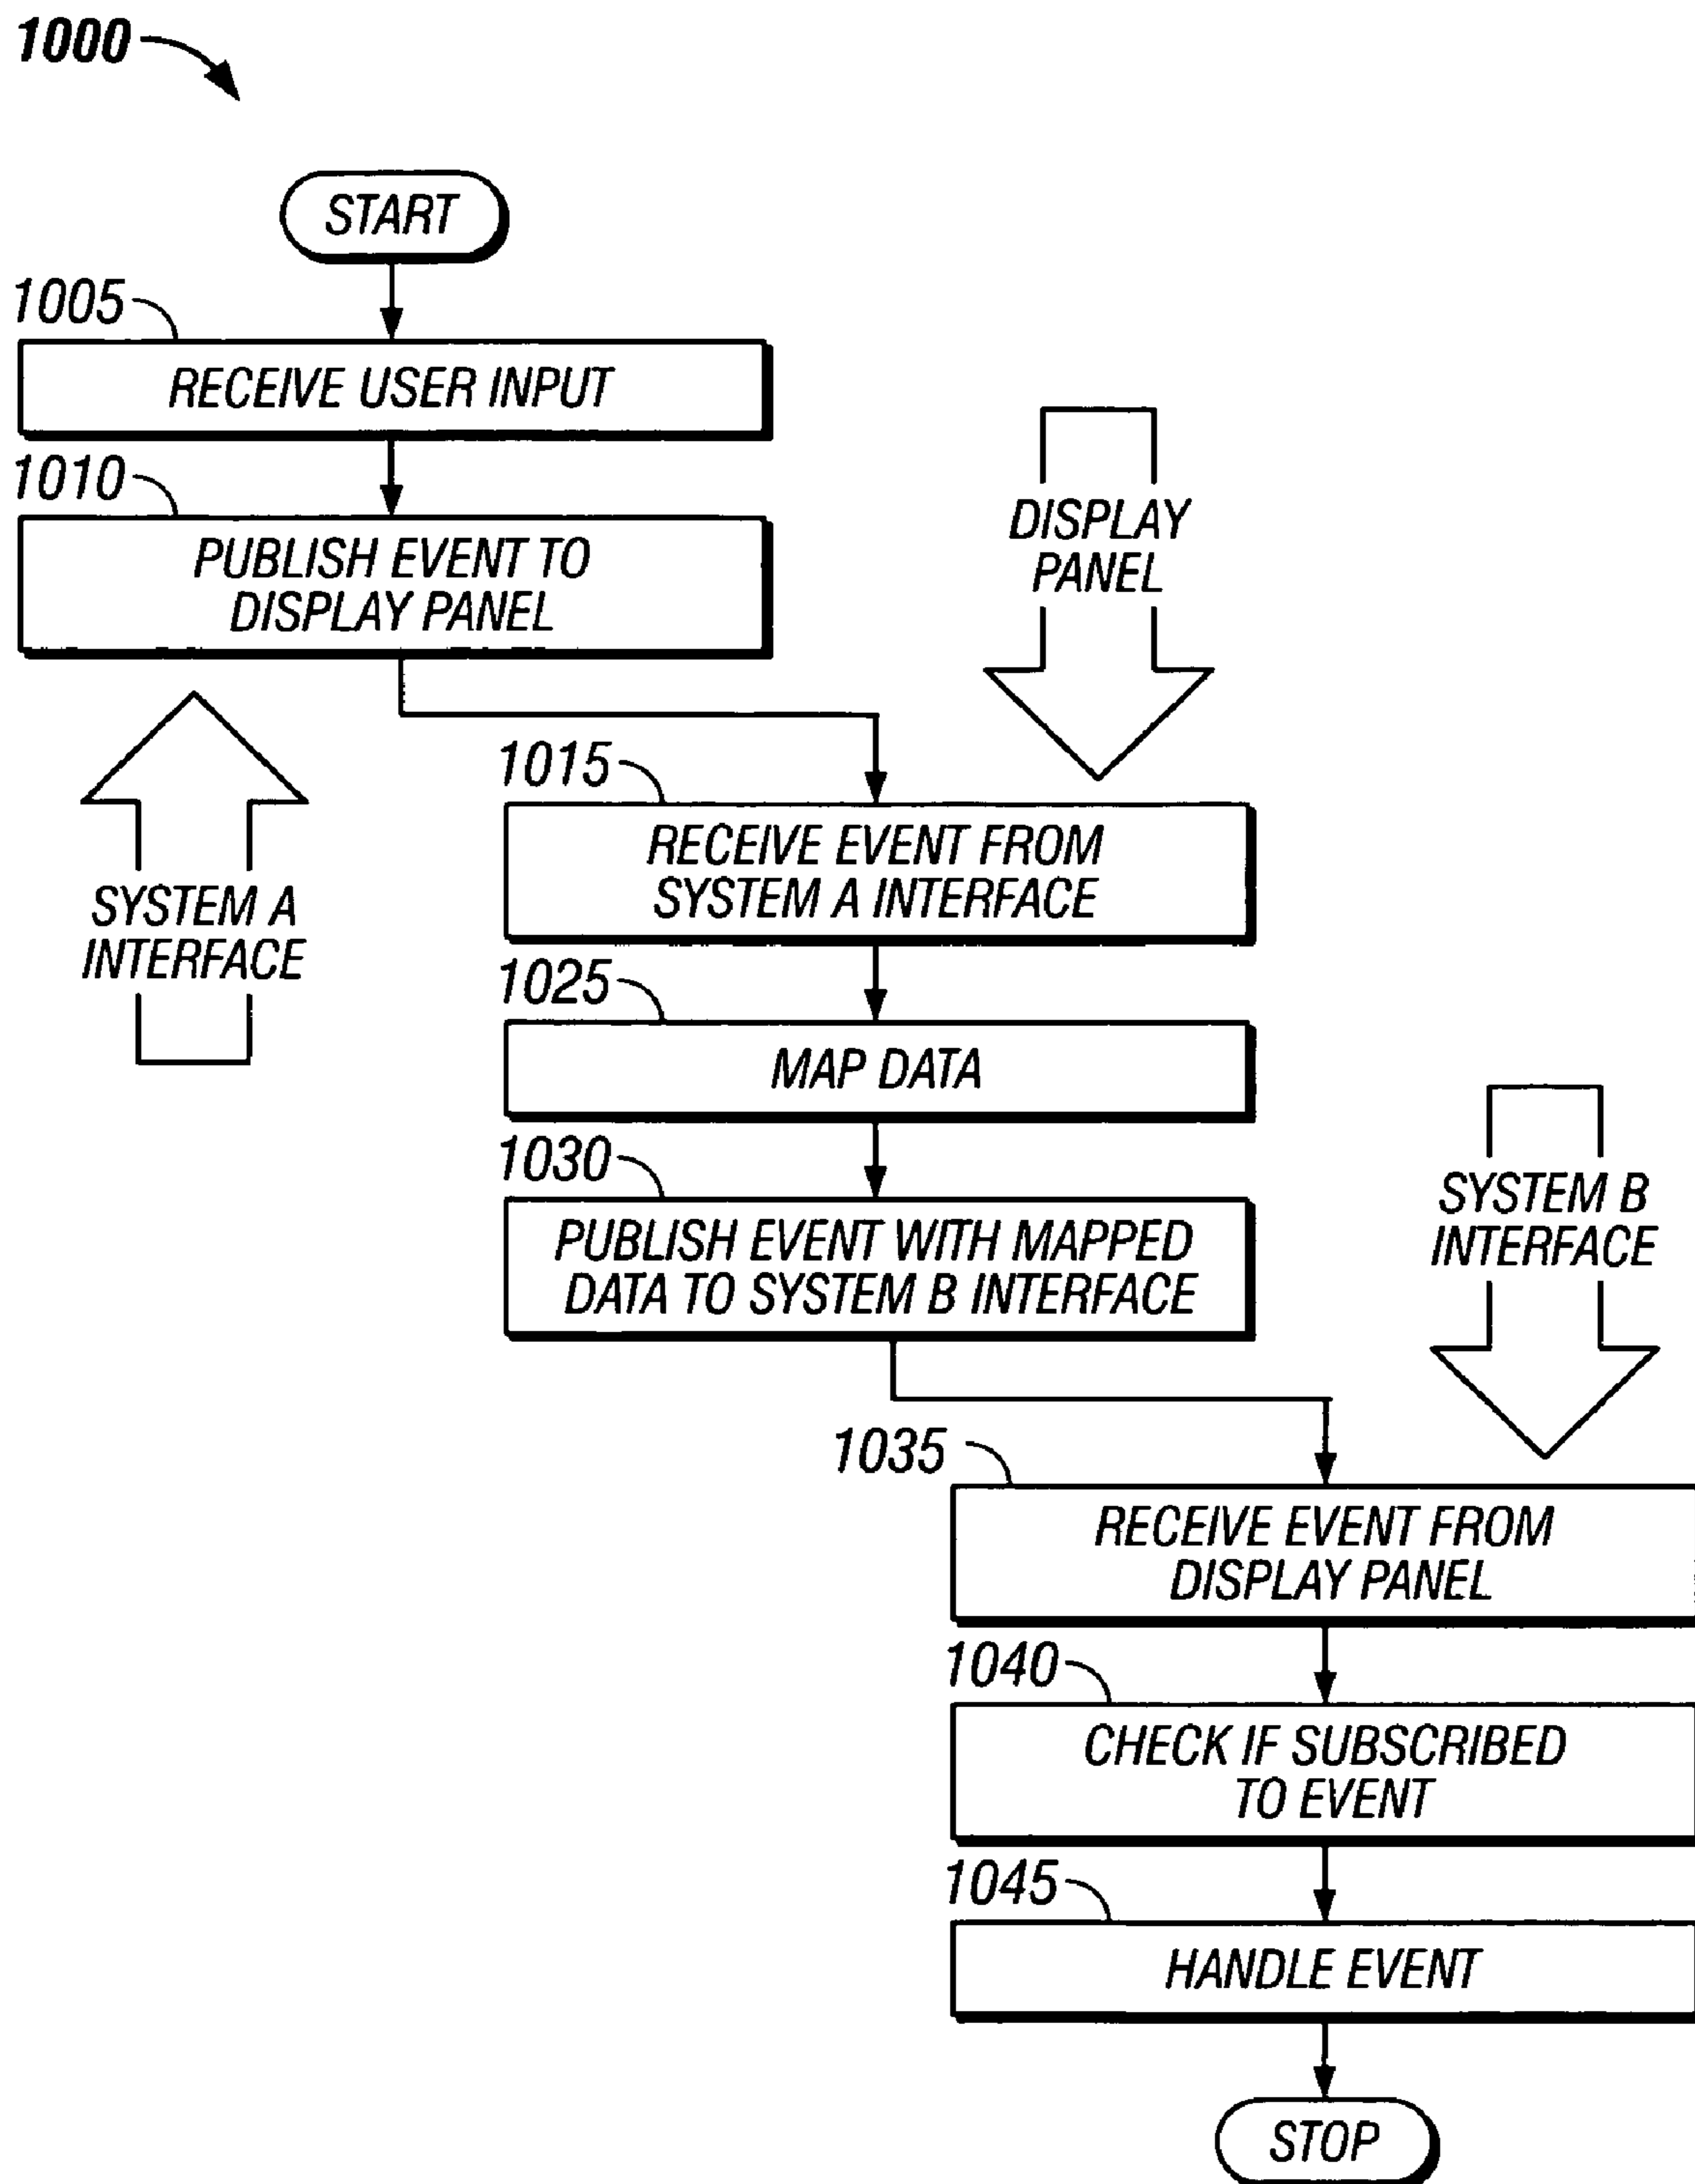 1000
START
1005
RECEIVE USER INPUT
1010
PUBLISH EVENT TO
DISPLAY PANEL
DISPLAY
PANEL
SYSTEM A
INTERFACE
1015
RECEIVE EVENT FROM
SYSTEM A INTERFACE
1025
MAP DATA
1030
PUBLISH EVENT WITH MAPPED
DATA TO SYSTEM B INTERFACE
SYSTEM B
INTERFACE
1035
RECEIVE EVENT FROM
DISPLAY PANEL
1040
CHECK IF SUBSCRIBED
TO EVENT
1045
HANDLE EVENT
STOP